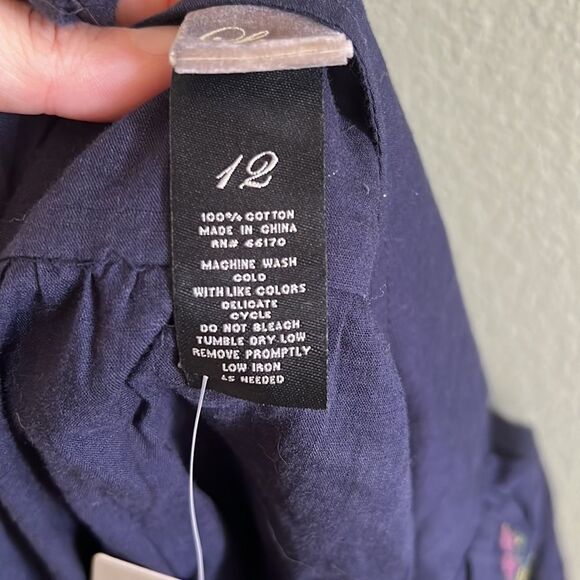 12
100% COTTON
MADE IN CHINA
RN# 66170
MACHINE WASH
COLD
WITH LIKE COLORS
DELICATE
CYCLE
DO NOT BLEACH
TUMBLE DRY LOW
REMOVE PROMPTLY
LOW IRON
AS NEEDED